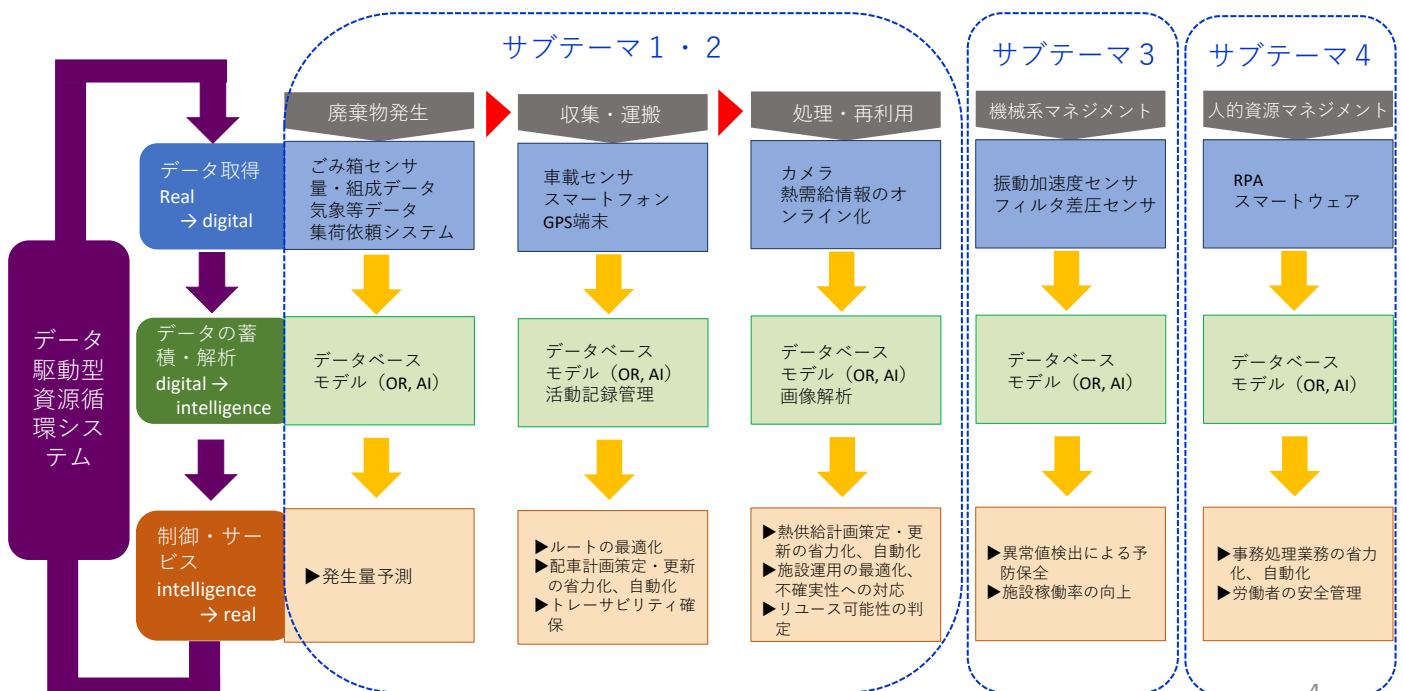 サブテーマ１・２
サブテーマ３
サブテーマ４
廃棄物発生
収集・運搬
処理・再利用
機械系マネジメント
人的資源マネジメント
データ
駆動型
資源循
環シス
テム
データ取得
Real
→ digital
ごみ箱センサ
量・組成データ
気象等データ
集荷依頼システム
車載センサ
スマートフォン
GPS端末
カメラ
熱需給情報のオ
ンライン化
振動加速度センサ
フィルタ差圧センサ
RPA
スマートウェア
データの蓄
積・解析
digital →
intelligence
データベース
モデル（OR, AI）
データベース
モデル（OR, AI）
活動記録管理
データベース
モデル（OR, AI）
画像解析
データベース
モデル（OR, AI）
データベース
モデル（OR, AI）
制御・サー
ビス
intelligence
→ real
▶発生量予測
▶ルートの最適化
▶配車計画策定・更新
の省力化、自動化
▶トレーサビリティ確
保
▶熱供給計画策定・更
新の省力化、自動化
▶施設運用の最適化、
不確実性への対応
▶リユース可能性の判
定
▶異常値検出による予
防保全
▶施設稼働率の向上
▶事務処理業務の省力
化、自動化
▶労働者の安全管理
4